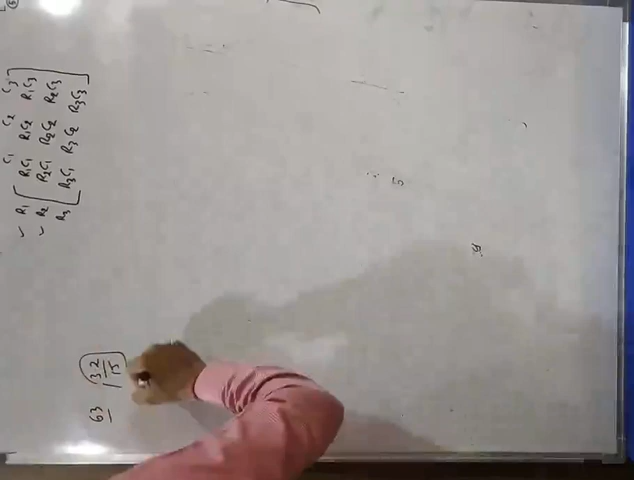 C1 C2 C3
✓ R1 [ R1C1 R1C2 R1C3 ]
✓ R2 R2C1 R2C2 R2C3
R3 R3C1 R3C2 R3C3
63 3.2
15